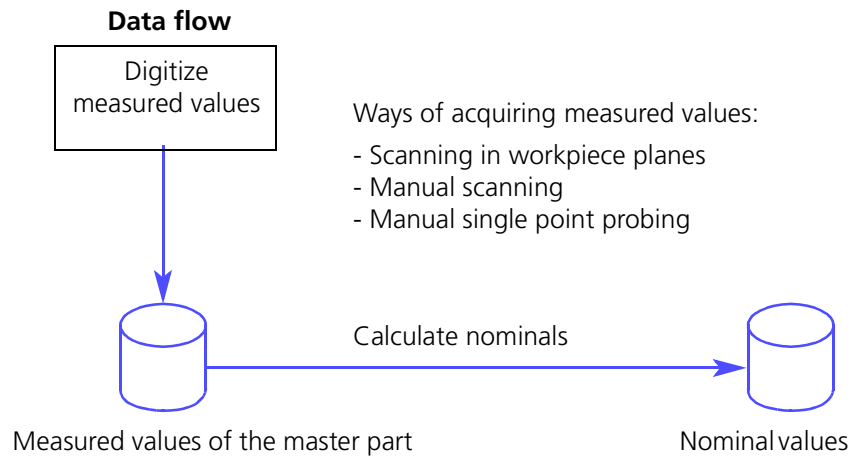 Data flow
Digitize
measured values
Ways of acquiring measured values:
- Scanning in workpiece planes
- Manual scanning
- Manual single point probing
Calculate nominals
Measured values of the master part
Nominal values